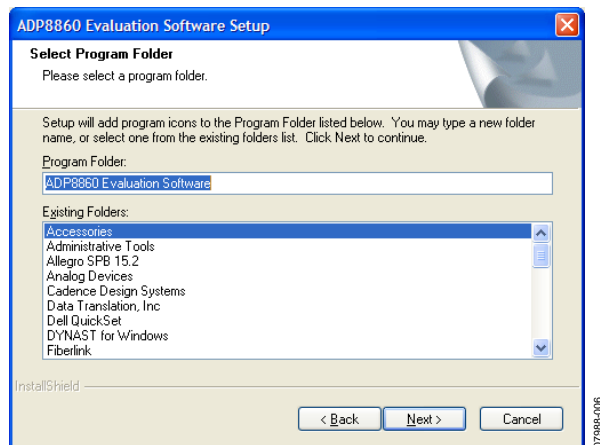 ADP8860 Evaluation Software Setup
Select Program Folder
Please select a program folder.
Setup will add program icons to the Program Folder listed below. You may type a new folder
name, or select one from the existing folders list. Click Next to continue.
Program Folder:
ADP8860 Evaluation Software
Existing Folders:
Accessories
Administrative Tools
Allegro SPB 15.2
Analog Devices
Cadence Design Systems
Data Translation, Inc
Dell QuickSet
DYNAST for Windows
Fiberlink
InstallShield
< Back
Next >
Cancel
07988-006